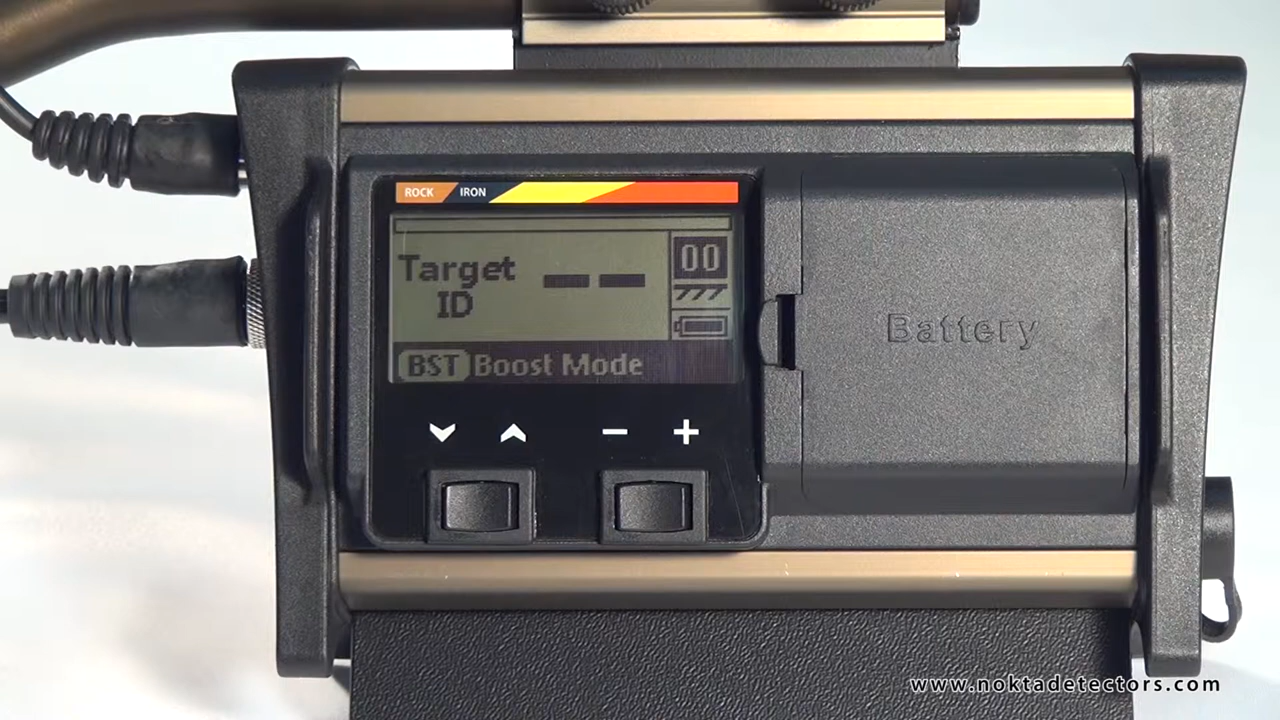 ROCK IRON
Target
ID
--
00
BST Boost Mode
Battery
www.noktadetectors.com